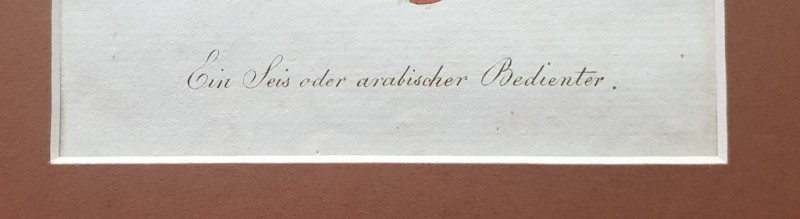 Ein Seis oder arabischer Bedienter.